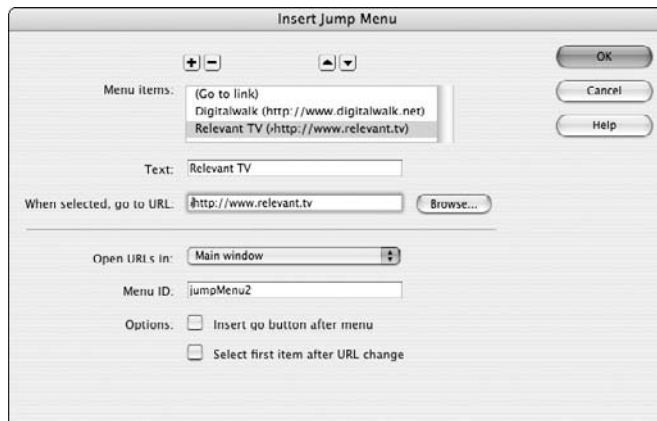 Insert Jump Menu
OK
Cancel
Help
Menu items:
(Go to link)
Digitalwalk (http://www.digitalwalk.net)
Relevant TV (http://www.relevant.tv)
Text: Relevant TV
When selected, go to URL: http://www.relevant.tv Browse...
Open URLs in: Main window
Menu ID: jumpMenu2
Options: Insert go button after menu
Select first item after URL change